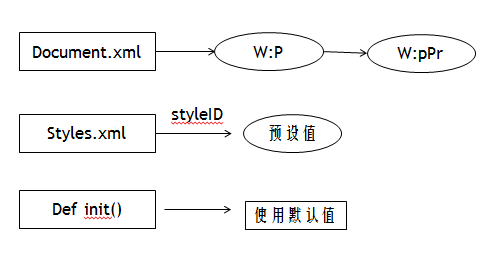 Document.xml
W:P
W:pPr
styleID
Styles.xml
预设值
Def init()
使用默认值